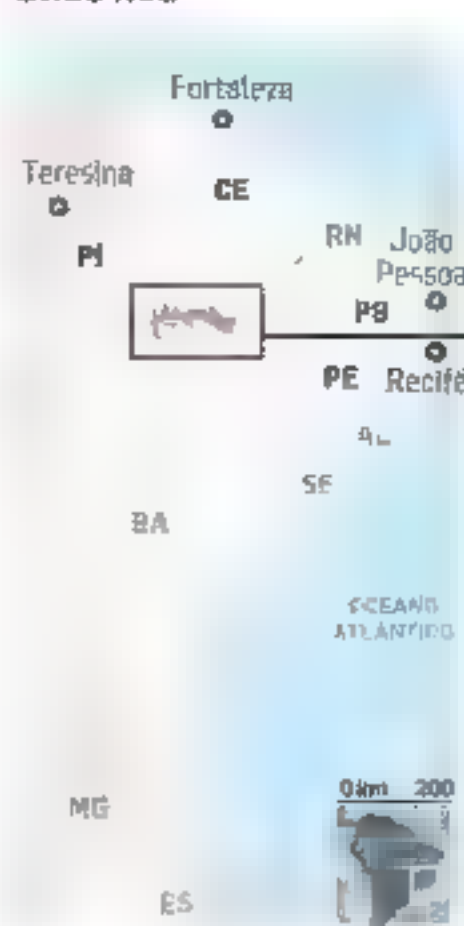 Fortaleza
Teresina
CE
PI
RN
João
Pessoa
PB
PE
Recife
AL
SE
BA
OCEANO
ATLÂNTICO
0 km 200
MG
ES